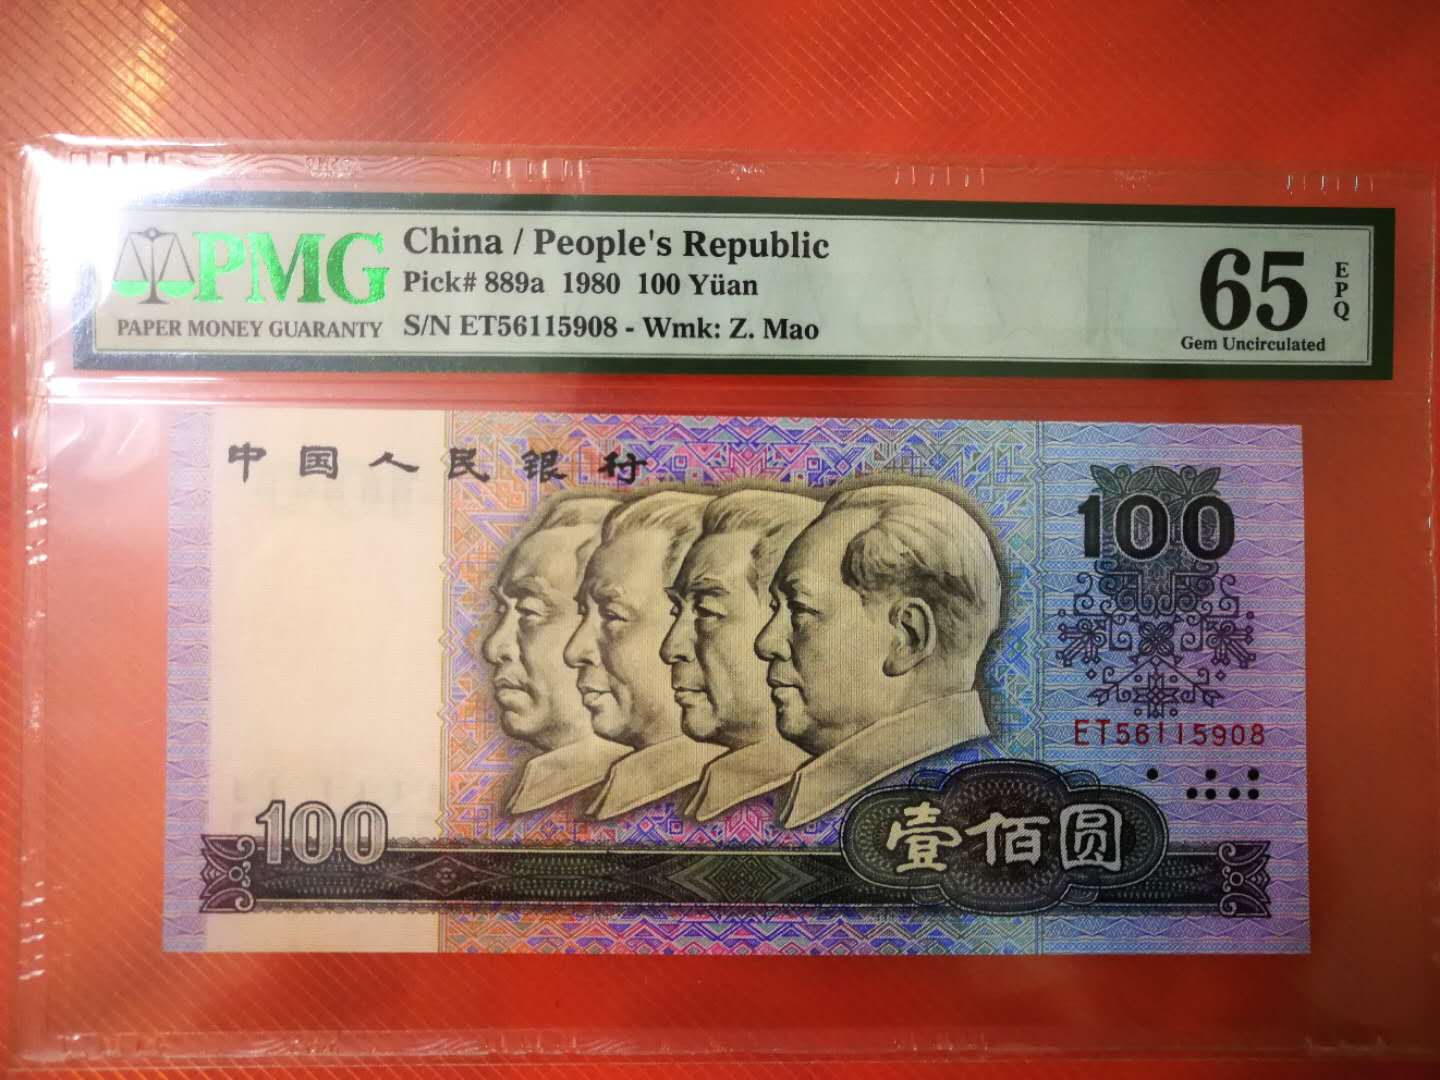 PMG
PAPER MONEY GUARANTY
China / People's Republic
Pick# 889a 1980 100 Yüan
S/N ET56115908 - Wmk: Z. Mao
65
EPQ
Gem Uncirculated
中国人民银行
100
ET56115908
100
壹佰圆